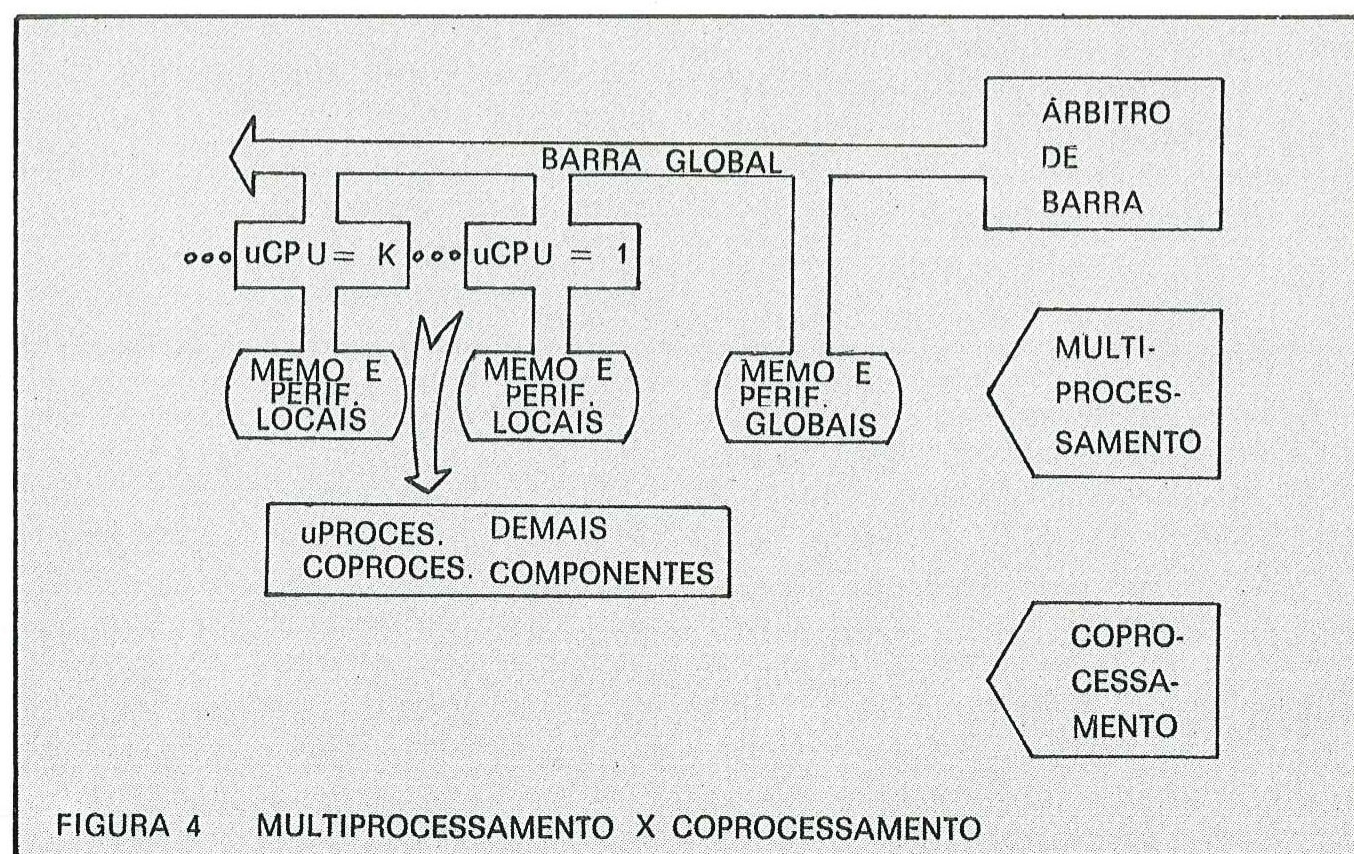 ÁRBITRO
DE
BARRA
BARRA GLOBAL
uCPU = K
uCPU = 1
MEMO E
PERIF.
LOCAIS
MEMO E
PERIF.
LOCAIS
MEMO E
PERIF.
GLOBAIS
MULTI-
PROCES-
SAMENTO
uPROCES. DEMAIS
COPROCES. COMPONENTES
COPRO-
CESSA-
MENTO
FIGURA 4 MULTIPROCESSAMENTO X COPROCESSAMENTO